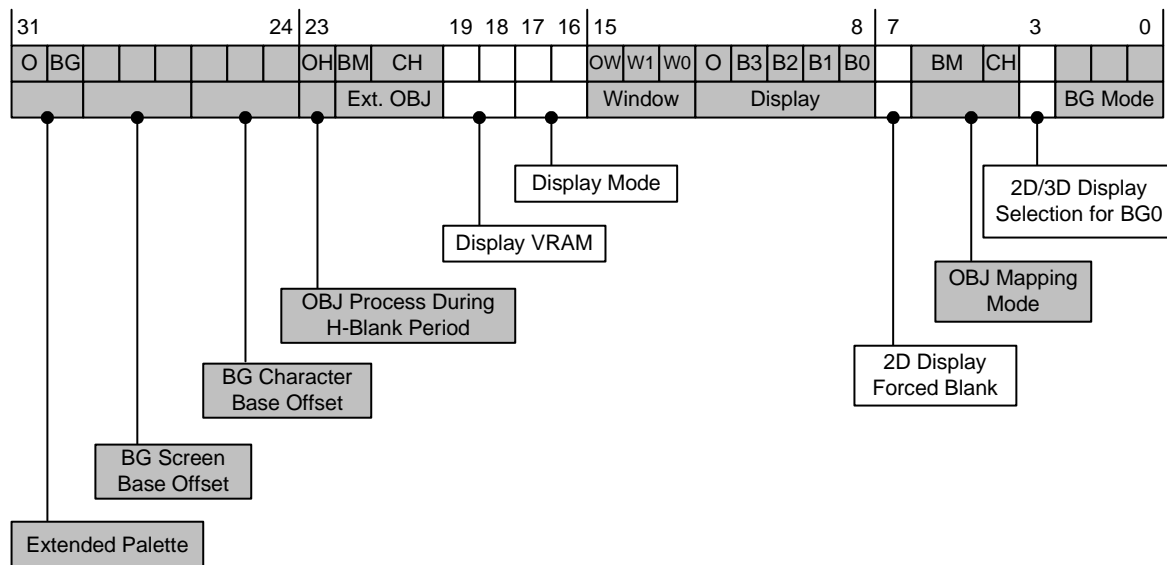 31 24 23 19 18 17 16 15 8 7 3 0
O BG OH BM CH OW W1 W0 O B3 B2 B1 B0 BM CH
Ext. OBJ Window Display BG Mode
Display Mode
2D/3D Display
Selection for BG0
Display VRAM
OBJ Mapping
Mode
OBJ Process During
H-Blank Period
2D Display
Forced Blank
BG Character
Base Offset
BG Screen
Base Offset
Extended Palette